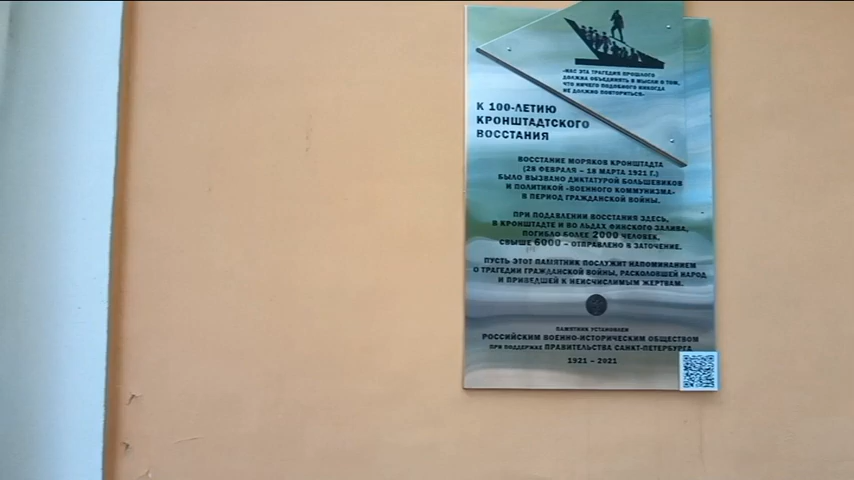 «НАС ЭТА ТРАГЕДИЯ ПРОШЛОГО
ДОЛЖНА ОБЪЕДИНЯТЬ В МЫСЛИ О ТОМ,
ЧТО НИЧЕГО ПОДОБНОГО НИКОГДА
НЕ ДОЛЖНО ПОВТОРИТЬСЯ»
К 100-ЛЕТИЮ
КРОНШТАДТСКОГО
ВОССТАНИЯ
ВОССТАНИЕ МОРЯКОВ КРОНШТАДТА
(28 ФЕВРАЛЯ – 18 МАРТА 1921 Г.)
БЫЛО ВЫЗВАНО ДИКТАТУРОЙ БОЛЬШЕВИКОВ
И ПОЛИТИКОЙ «ВОЕННОГО КОММУНИЗМА»
В ПЕРИОД ГРАЖДАНСКОЙ ВОЙНЫ.
ПРИ ПОДАВЛЕНИИ ВОССТАНИЯ ЗДЕСЬ,
В КРОНШТАДТЕ И ВО ЛЬДАХ ФИНСКОГО ЗАЛИВА,
ПОГИБЛО БОЛЕЕ 2000 ЧЕЛОВЕК,
СВЫШЕ 6000 – ОТПРАВЛЕНО В ЗАТОЧЕНИЕ.
ПУСТЬ ЭТОТ ПАМЯТНИК ПОСЛУЖИТ НАПОМИНАНИЕМ
О ТРАГЕДИИ ГРАЖДАНСКОЙ ВОЙНЫ, РАСКОЛОВШЕЙ НАРОД
И ПРИВЕДШЕЙ К НЕИСЧИСЛИМЫМ ЖЕРТВАМ.
ПАМЯТНИК УСТАНОВЛЕН
РОССИЙСКИМ ВОЕННО-ИСТОРИЧЕСКИМ ОБЩЕСТВОМ
ПРИ ПОДДЕРЖКЕ ПРАВИТЕЛЬСТВА САНКТ-ПЕТЕРБУРГА
1921 – 2021